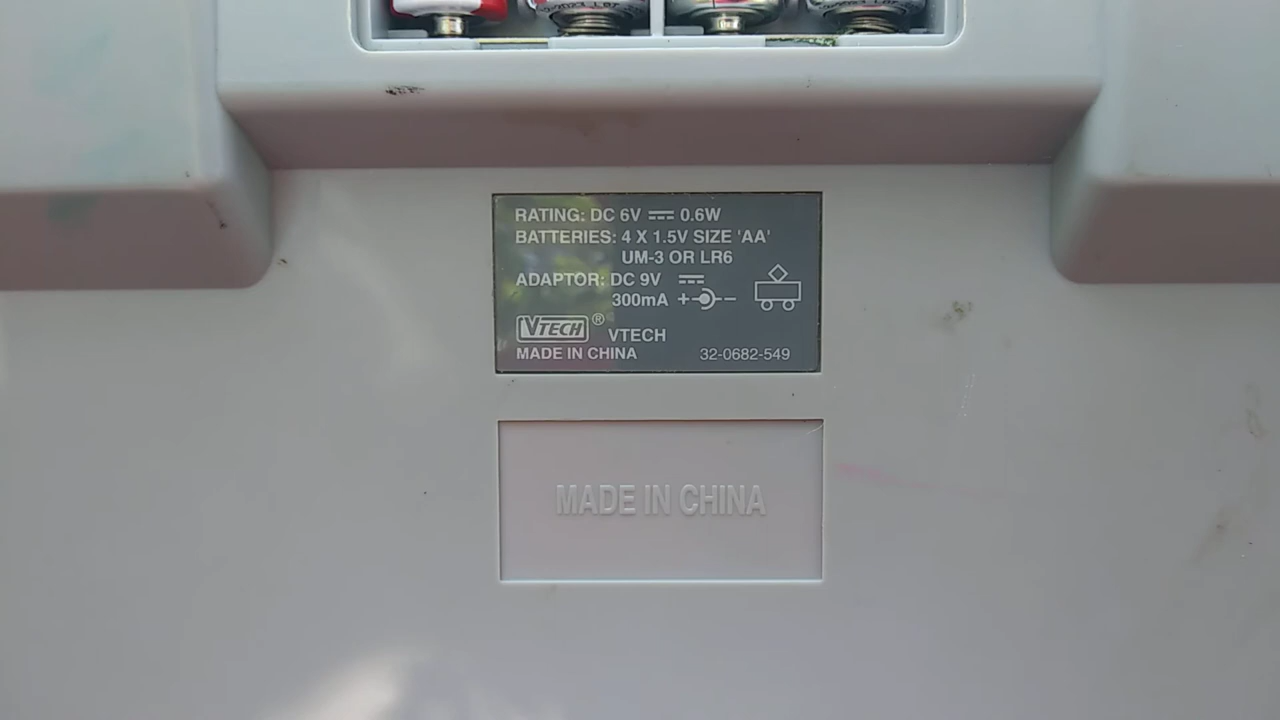 RATING: DC 6V 0.6W
BATTERIES: 4 X 1.5V SIZE 'AA'
UM-3 OR LR6
ADAPTOR: DC 9V
300mA + -
VTECH ® VTECH
MADE IN CHINA 32-0682-549
MADE IN CHINA